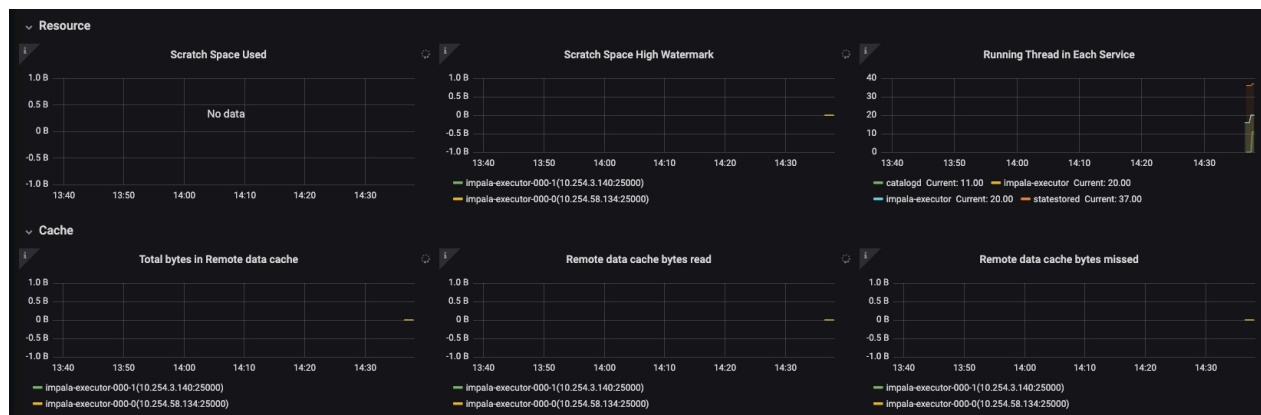 Resource
i
Scratch Space Used
1.0 B
0.5 B
0 B
-0.5 B
-1.0 B
No data
13:40 13:50 14:00 14:10 14:20 14:30
i
Scratch Space High Watermark
1.0 B
0.5 B
0 B
-0.5 B
-1.0 B
13:40 13:50 14:00 14:10 14:20 14:30
impala-executor-000-1(10.254.3.140:25000)
impala-executor-000-0(10.254.58.134:25000)
i
Running Thread in Each Service
40
30
20
10
0
13:40 13:50 14:00 14:10 14:20 14:30
catalogd Current: 11.00 impala-executor Current: 20.00
impala-executor Current: 20.00 statestored Current: 37.00
Cache
i
Total bytes in Remote data cache
1.0 B
0.5 B
0 B
-0.5 B
-1.0 B
13:40 13:50 14:00 14:10 14:20 14:30
impala-executor-000-1(10.254.3.140:25000)
impala-executor-000-0(10.254.58.134:25000)
i
Remote data cache bytes read
1.0 B
0.5 B
0 B
-0.5 B
-1.0 B
13:40 13:50 14:00 14:10 14:20 14:30
impala-executor-000-1(10.254.3.140:25000)
impala-executor-000-0(10.254.58.134:25000)
i
Remote data cache bytes missed
1.0 B
0.5 B
0 B
-0.5 B
-1.0 B
13:40 13:50 14:00 14:10 14:20 14:30
impala-executor-000-1(10.254.3.140:25000)
impala-executor-000-0(10.254.58.134:25000)